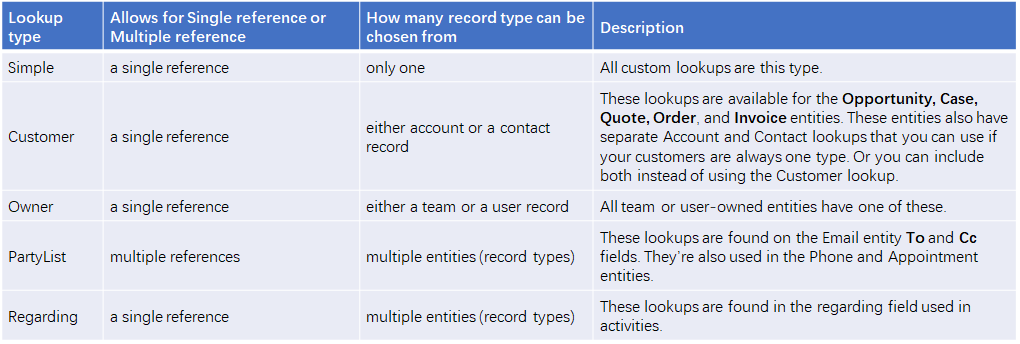 Lookup type
Allows for Single reference or Multiple reference
How many record type can be chosen from
Description
Simple
a single reference
only one
All custom lookups are this type.
Customer
a single reference
either account or a contact record
These lookups are available for the Opportunity, Case,
Quote, Order, and Invoice entities. These entities also have
separate Account and Contact lookups that you can use if
your customers are always one type. Or you can include
both instead of using the Customer lookup.
Owner
a single reference
either a team or a user record
All team or user-owned entities have one of these.
PartyList
multiple references
multiple entities (record types)
These lookups are found on the Email entity To and Cc
fields. They're also used in the Phone and Appointment
entities.
Regarding
a single reference
multiple entities (record types)
These lookups are found in the regarding field used in
activities.